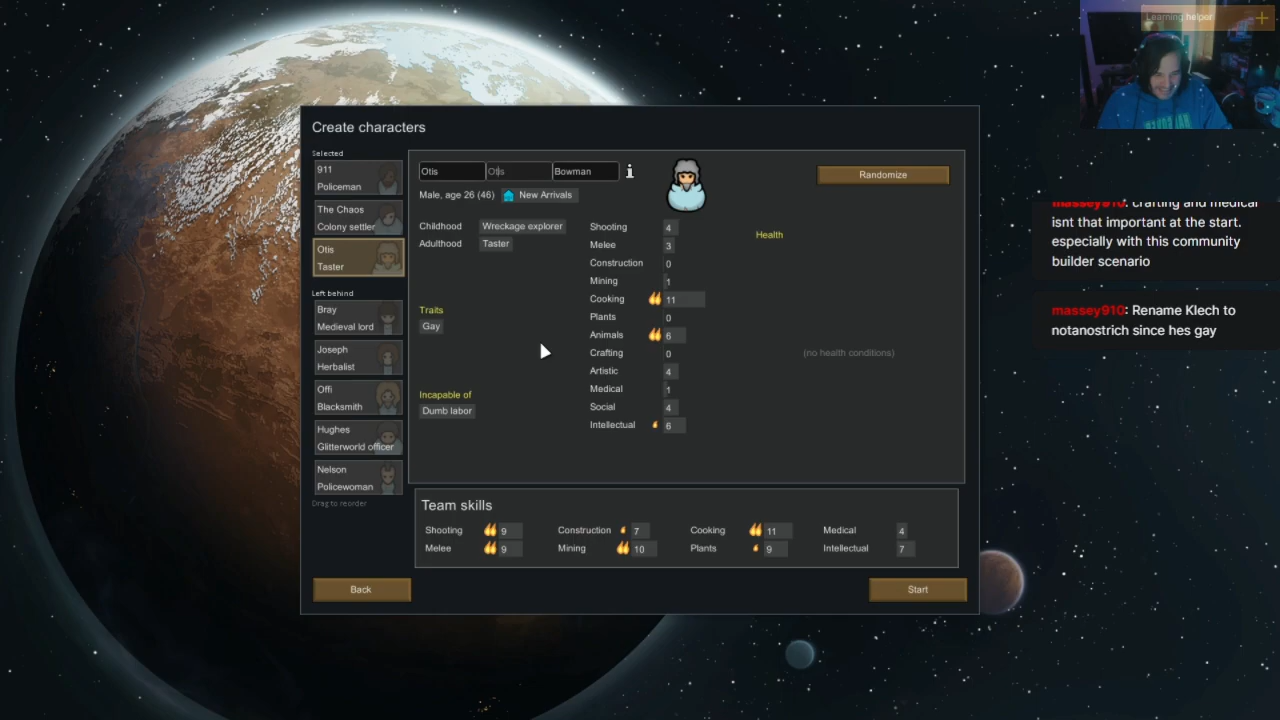 Learning helper
Create characters
Selected
911
Policeman
The Chaos
Colony settler
Otis
Taster
Left behind
Bray
Medieval lord
Joseph
Herbalist
Offi
Blacksmith
Hughes
Glitterworld officer
Nelson
Policewoman
Drag to reorder
Otis Otis Bowman
Randomize
Male, age 26 (46) New Arrivals
Childhood Wreckage explorer
Adulthood Taster
Traits
Gay
Incapable of
Dumb labor
Shooting 4
Melee 3
Construction 0
Mining 1
Cooking 11
Plants 0
Animals 6
Crafting 0
Artistic 4
Medical 1
Social 4
Intellectual 6
Health
(no health conditions)
Team skills
Shooting 9 Construction 7 Cooking 11 Medical 4
Melee 9 Mining 10 Plants 9 Intellectual 7
Back
Start
massey910: crafting and medical
isnt that important at the start.
especially with this community
builder scenario
massey910: Rename Klech to
notanostrich since hes gay